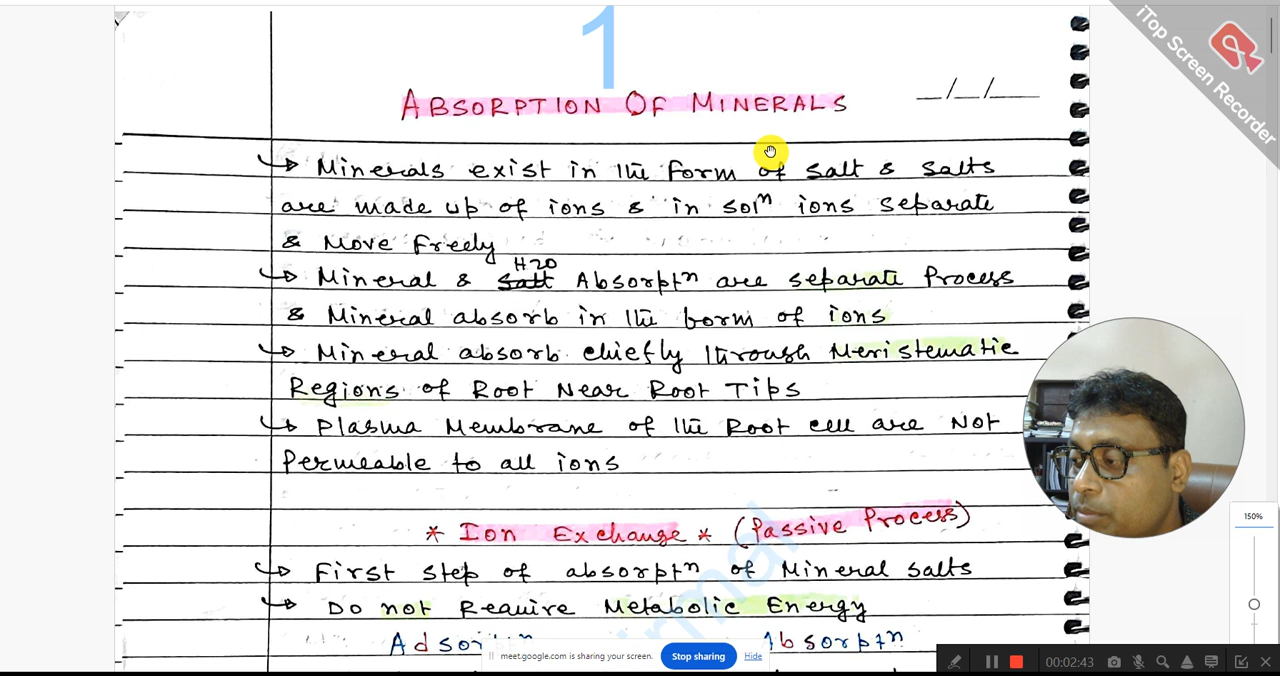 1
iTop Screen Recorder
ABSORPTION OF MINERALS
_/_/_
Minerals exist in the form of salt & salts
are made up of ions & in solⁿ ions separate
& Move Freely
H2O
Mineral & Salt Absorptⁿ are separate Process
& Mineral absorb in the form of ions
Mineral absorb chiefly through Meristematic
Regions of Root Near Root Tips
Plasma Membrane of the Root cell are Not
Permeable to all ions
* Ion Exchange * (Passive Process)
First step of absorptⁿ of Mineral salts
Do not Require Metabolic Energy
Absorptⁿ
150%
meet.google.com is sharing your screen.
Stop sharing
Hide
00:02:43